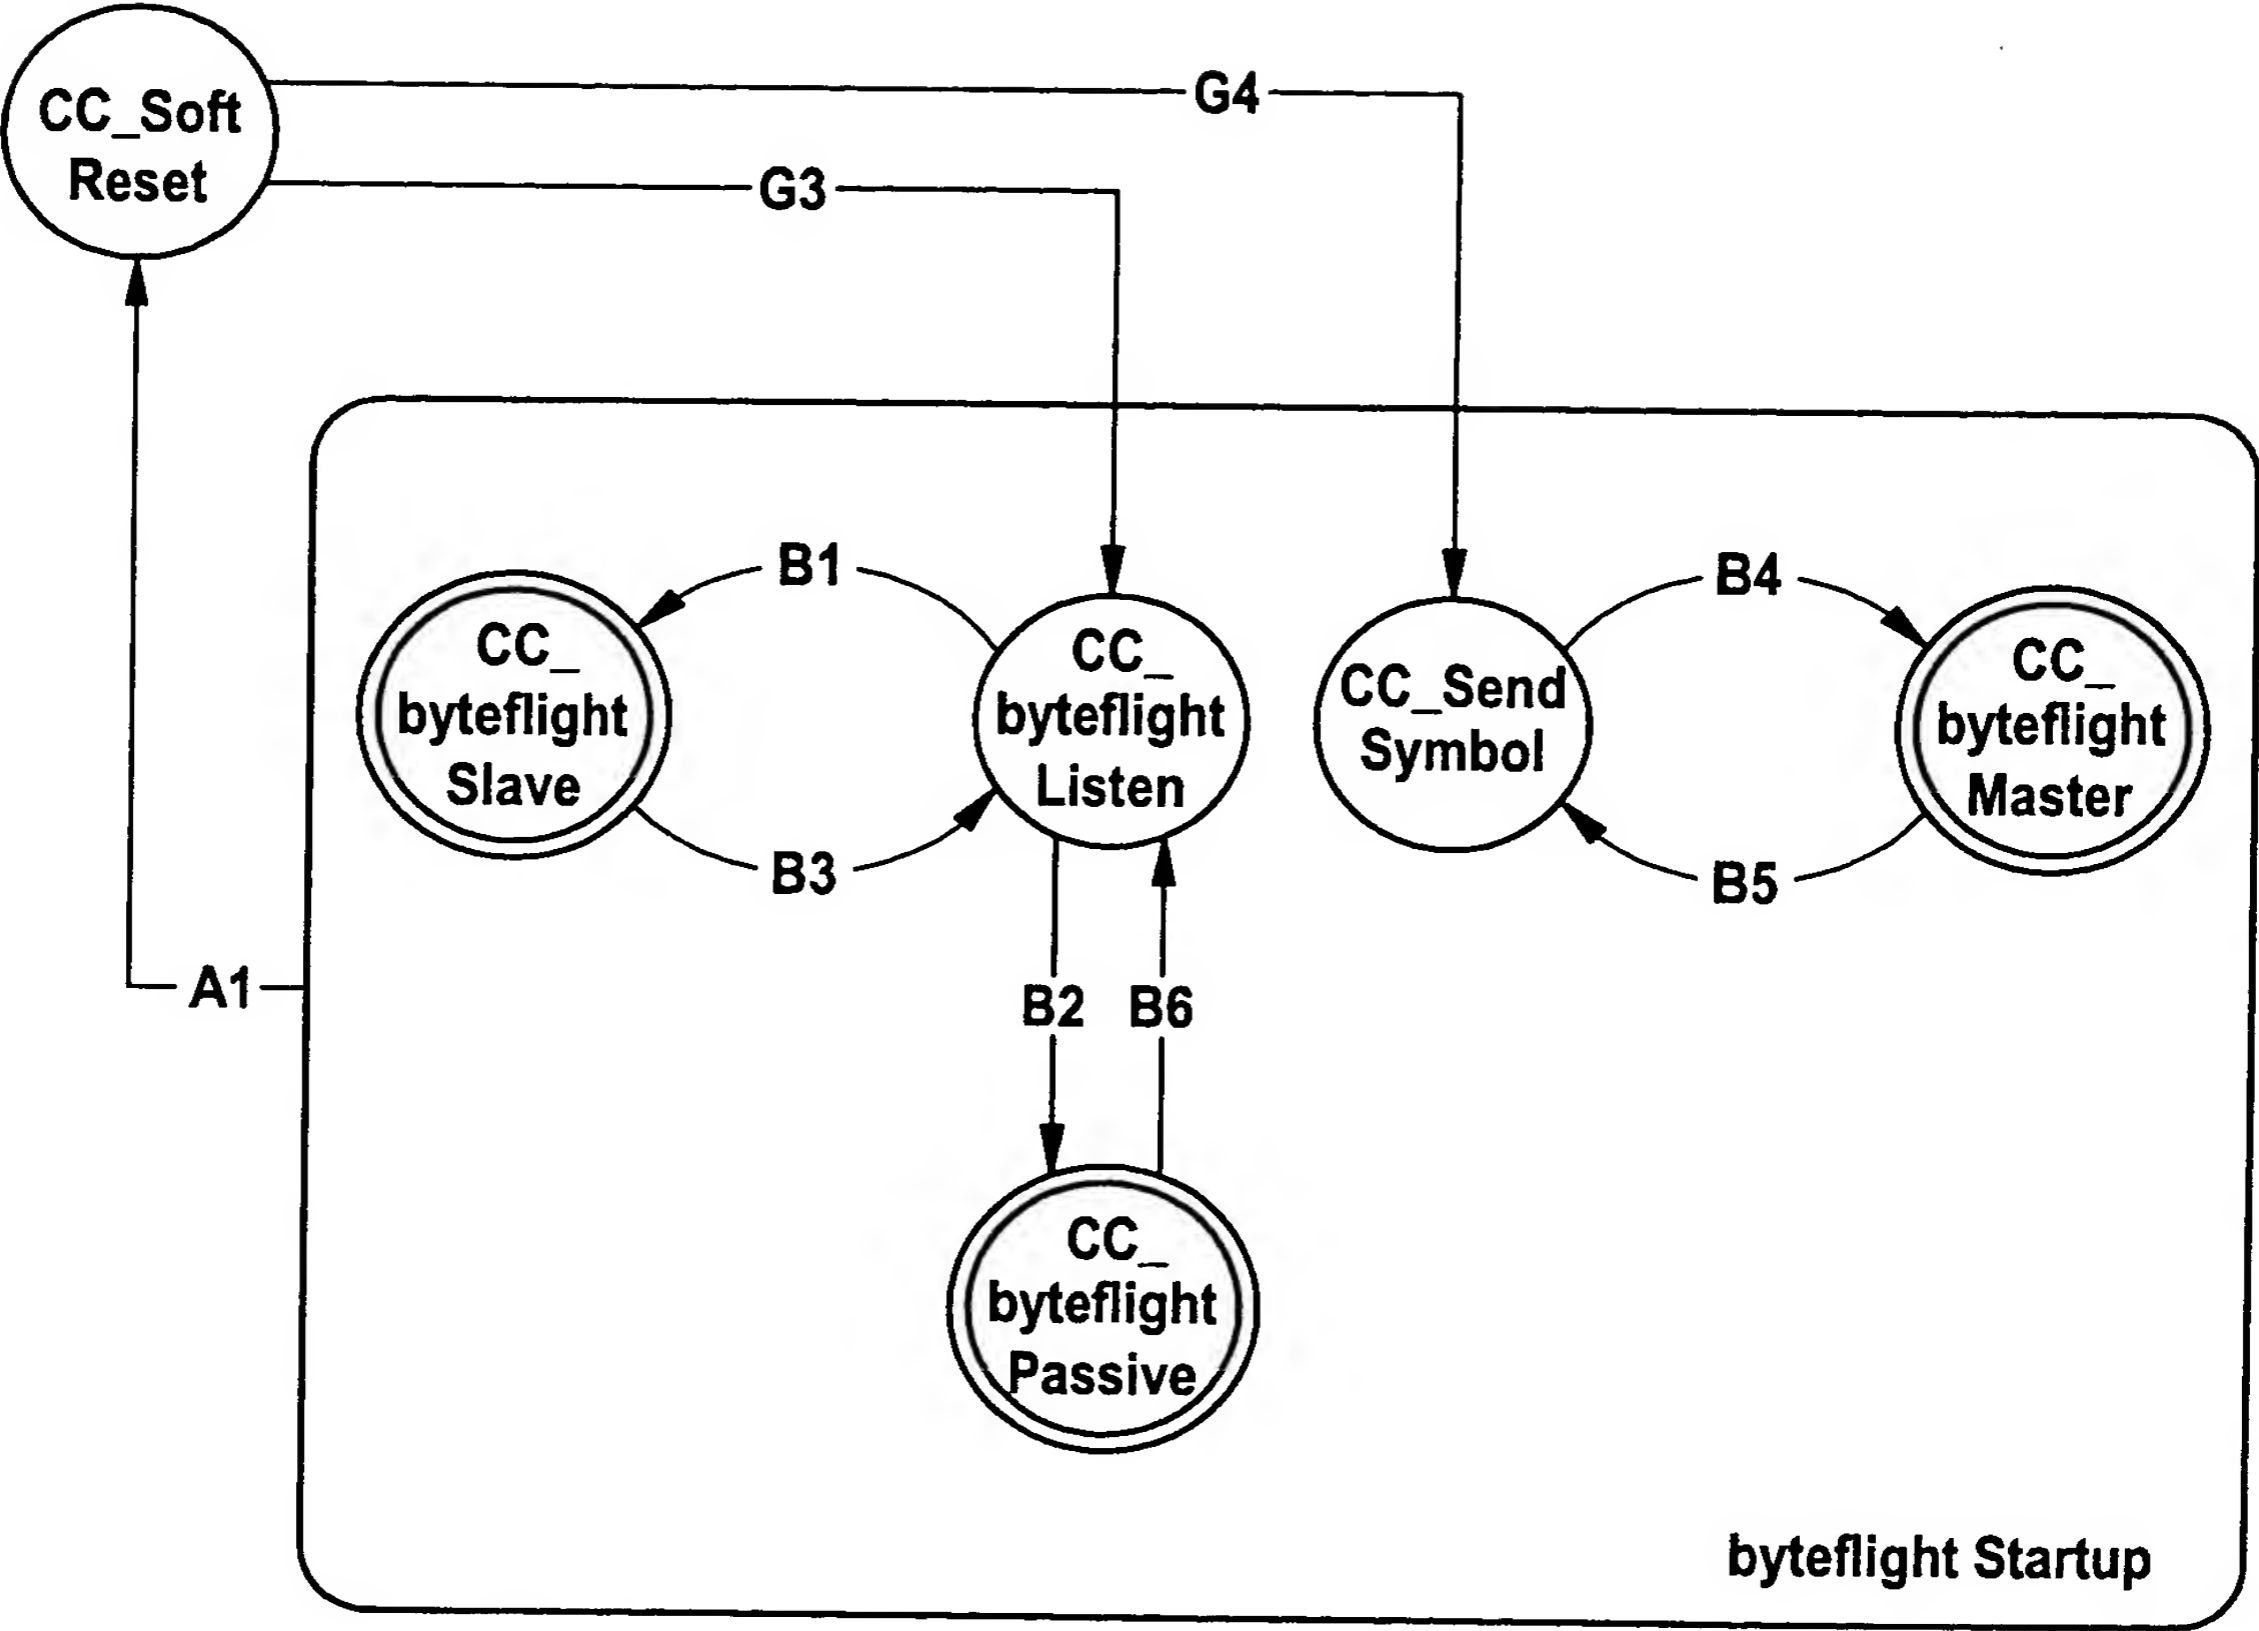 CC_Soft
Reset
G4
G3
B1
B4
CC_
byteflight
Slave
CC_
byteflight
Listen
CC_Send
Symbol
CC_
byteflight
Master
B3
B5
A1
B2
B6
CC_
byteflight
Passive
byteflight Startup